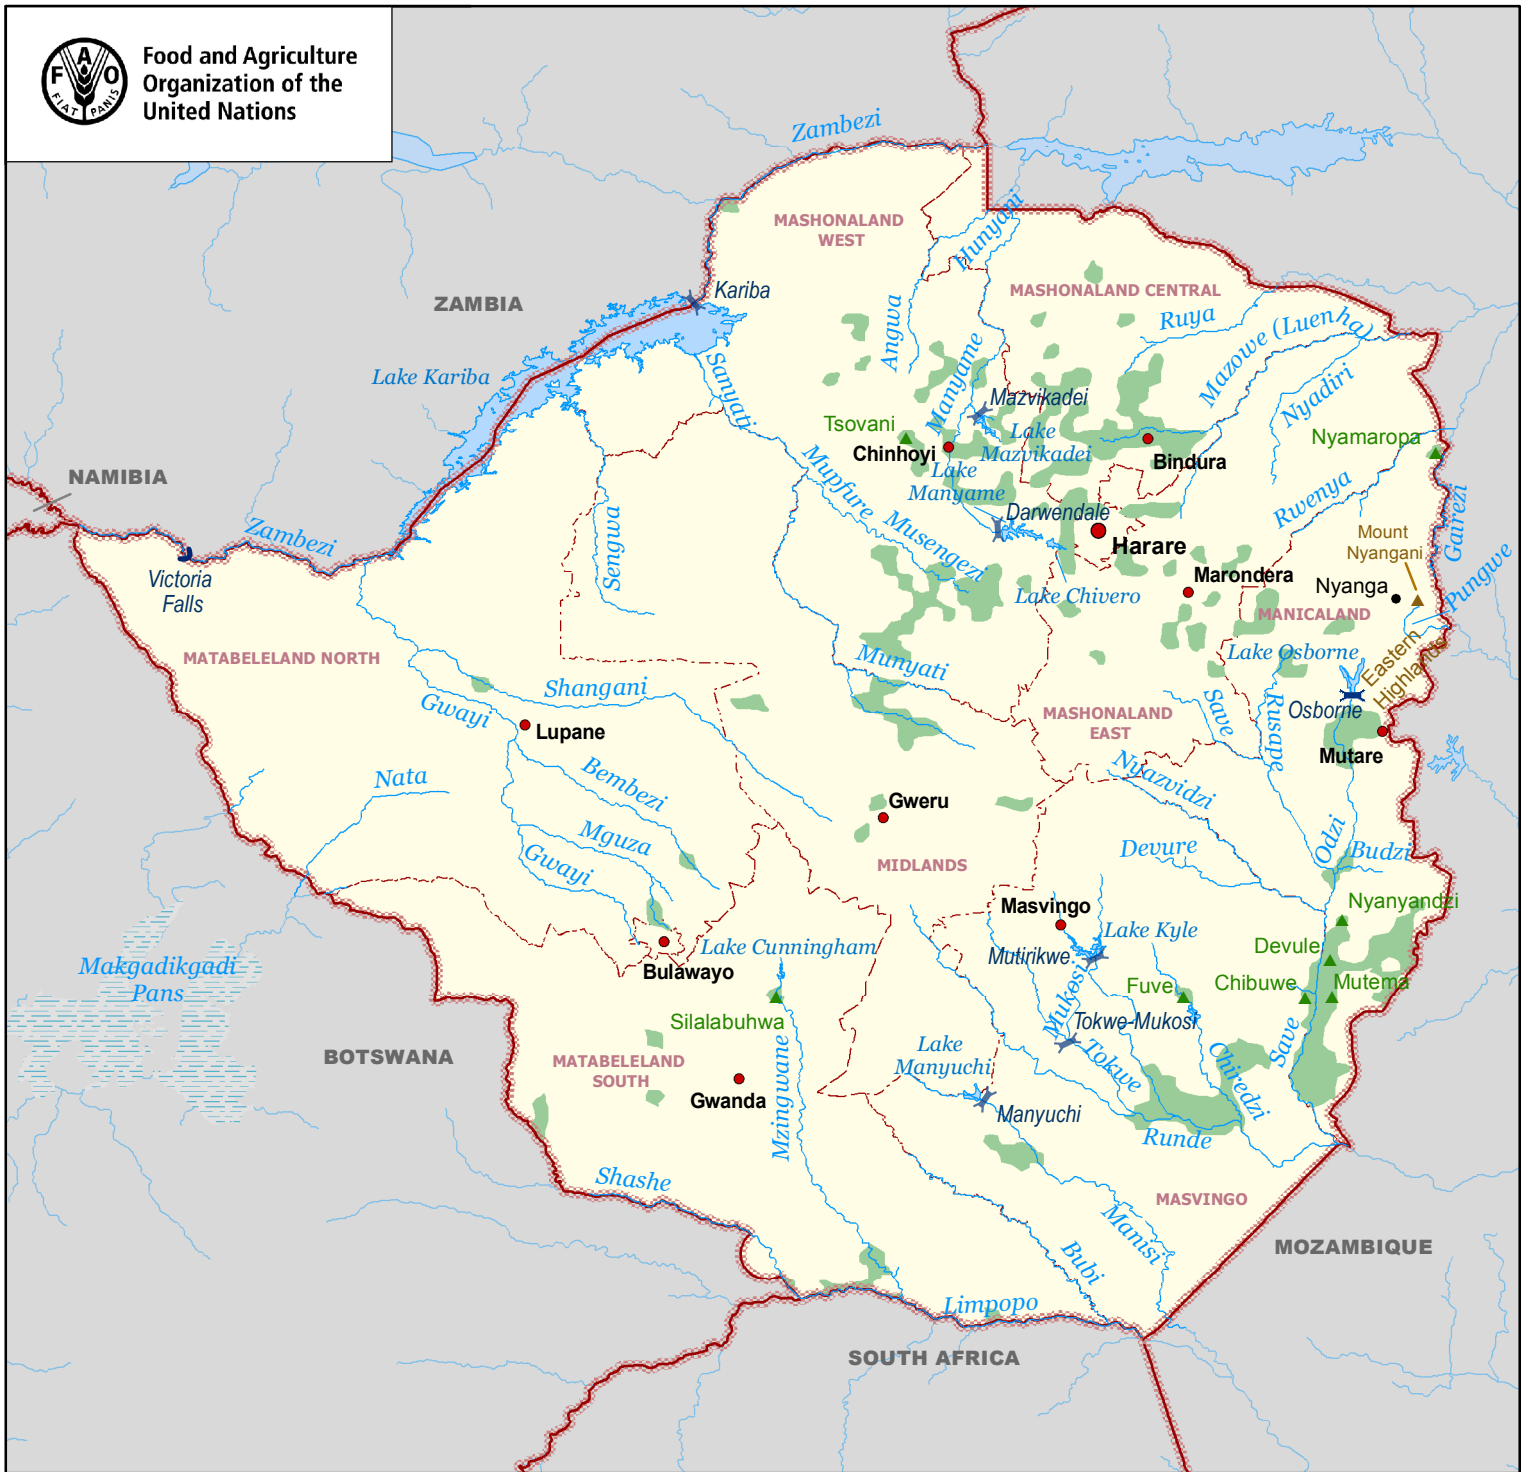 FAO
FIAT PANIS
Food and Agriculture
Organization of the
United Nations
Zambezi
MASHONALAND
WEST
Hunyani
Kariba
ZAMBIA
MASHONALAND CENTRAL
Angwa
Ruya
Mazowe (Luenha)
Lake Kariba
Sanyati
Manyame
Mazvikadei
Nyadiri
Tsovani
Chinhoyi
Lake
Mazvikadei
Bindura
Nyamaropa
NAMIBIA
Mupfure
Lake
Manyame
Rwenya
Zambezi
Sengwa
Musengezi
Darwendale
Harare
Mount
Nyangani
Gairezi
Victoria
Falls
Marondera
Nyanga
Pungwe
Lake Chivero
MANICALAND
MATABELELAND NORTH
Munyati
Lake Osborne
Eastern
Highlands
Shangani
Gwayi
Lupane
MASHONALAND
EAST
Save
Rusape
Osborne
Mutare
Nata
Bembezi
Nyazvidzi
Gweru
Mguza
Gwayi
MIDLANDS
Devure
Odzi
Budzi
Masvingo
Nyanyandzi
Lake Cunningham
Lake Kyle
Makgadikgadi
Pans
Bulawayo
Mutirikwe
Devule
Mukosi
Fuve
Chibuwe
Mutema
Silalabuhwa
Tokwe-Mukosi
BOTSWANA
MATABELELAND
SOUTH
Lake
Manyuchi
Tokwe
Chiredzi
Save
Gwanda
Mzingwane
Manyuchi
Runde
Shashe
MASVINGO
Manisi
Bubi
MOZAMBIQUE
Limpopo
SOUTH AFRICA